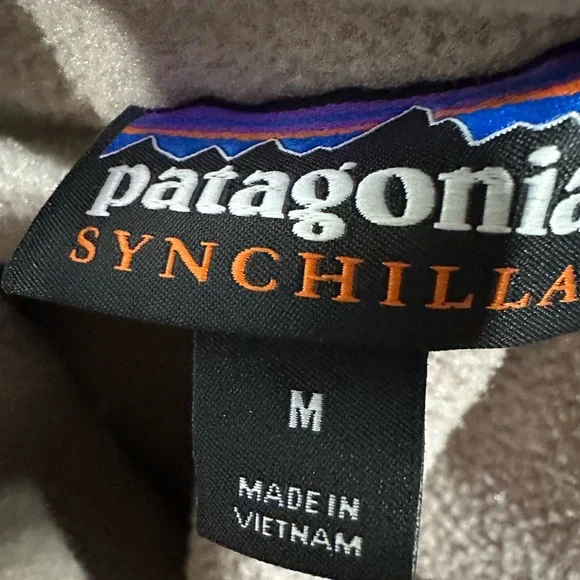 patagonia
SYNCHILLA
M
MADE IN
VIETNAM